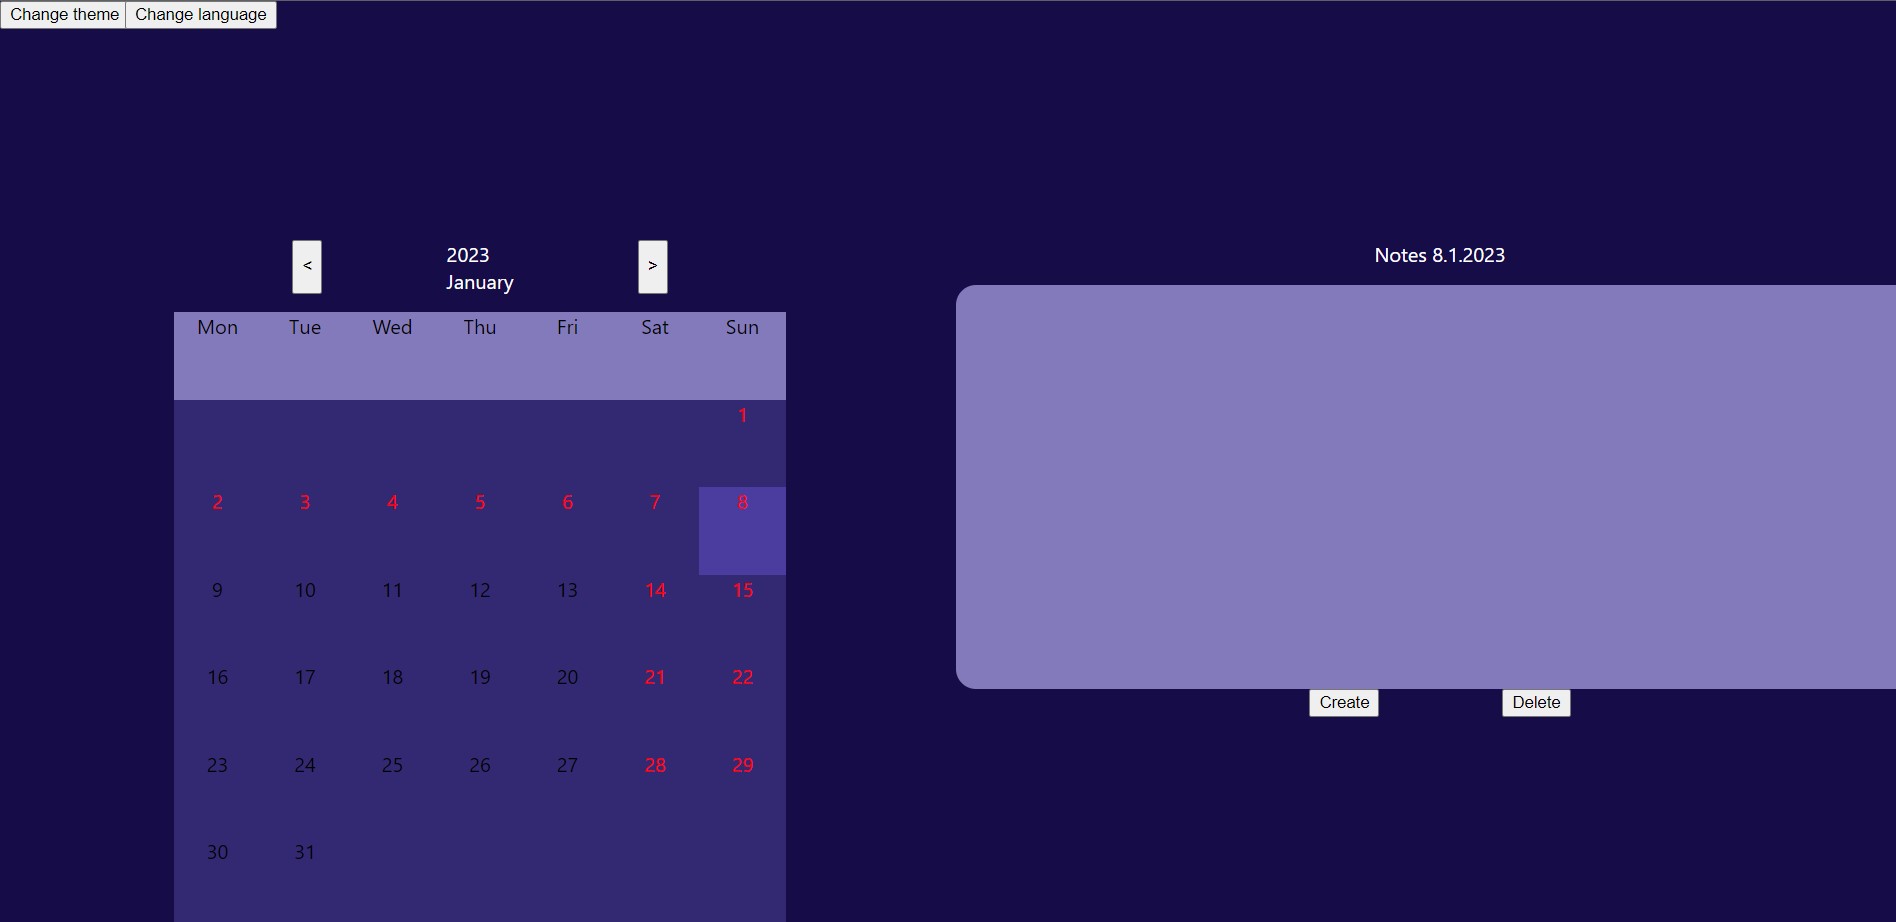 Change theme Change language
< 2023 >
January
Notes 8.1.2023
Mon Tue Wed Thu Fri Sat Sun
1
2 3 4 5 6 7 8
9 10 11 12 13 14 15
16 17 18 19 20 21 22
23 24 25 26 27 28 29
30 31
Create Delete